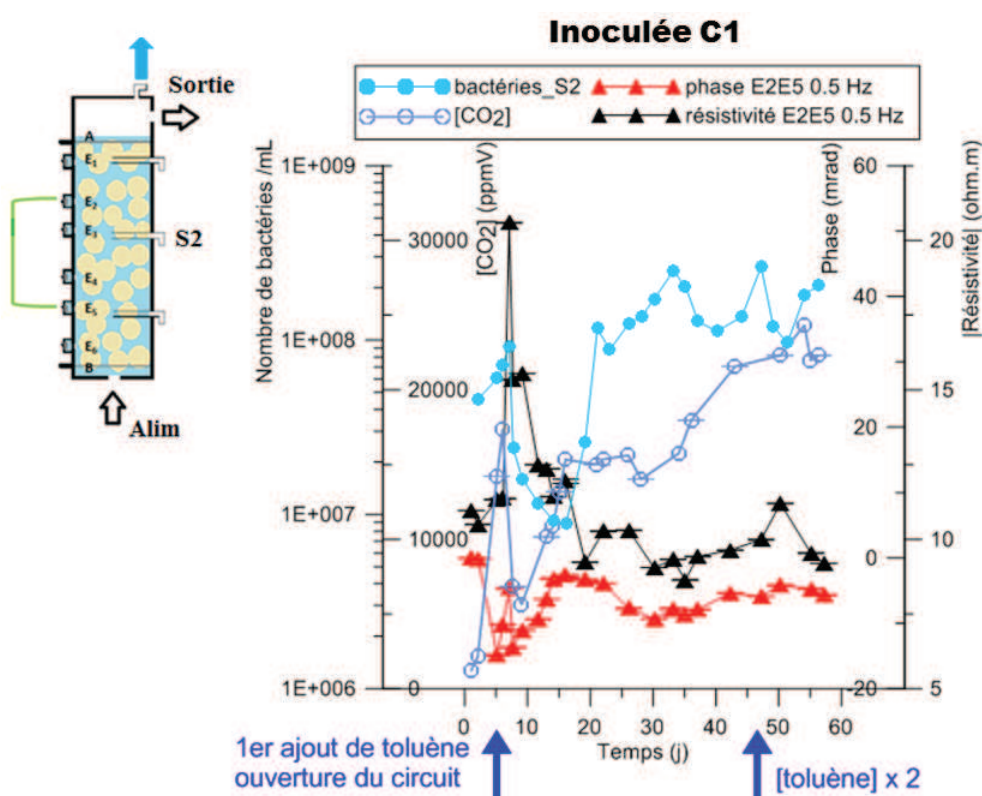 Inoculée C1
bactéries_S2
phase E2E5 0.5 Hz
[CO2]
résistivité E2E5 0.5 Hz
Sortie
A
E1
E2
E3
S2
E4
E5
E6
B
Alim
Nombre de bactéries /mL
1E+009
1E+008
1E+007
1E+006
[CO2] (ppmV)
30000
20000
10000
0
Phase (mrad)
60
40
20
0
-20
|Résistivité| (ohm.m)
20
15
10
5
0 10 20 30 40 50 60
Temps (j)
1er ajout de toluène
ouverture du circuit
[toluène] x 2